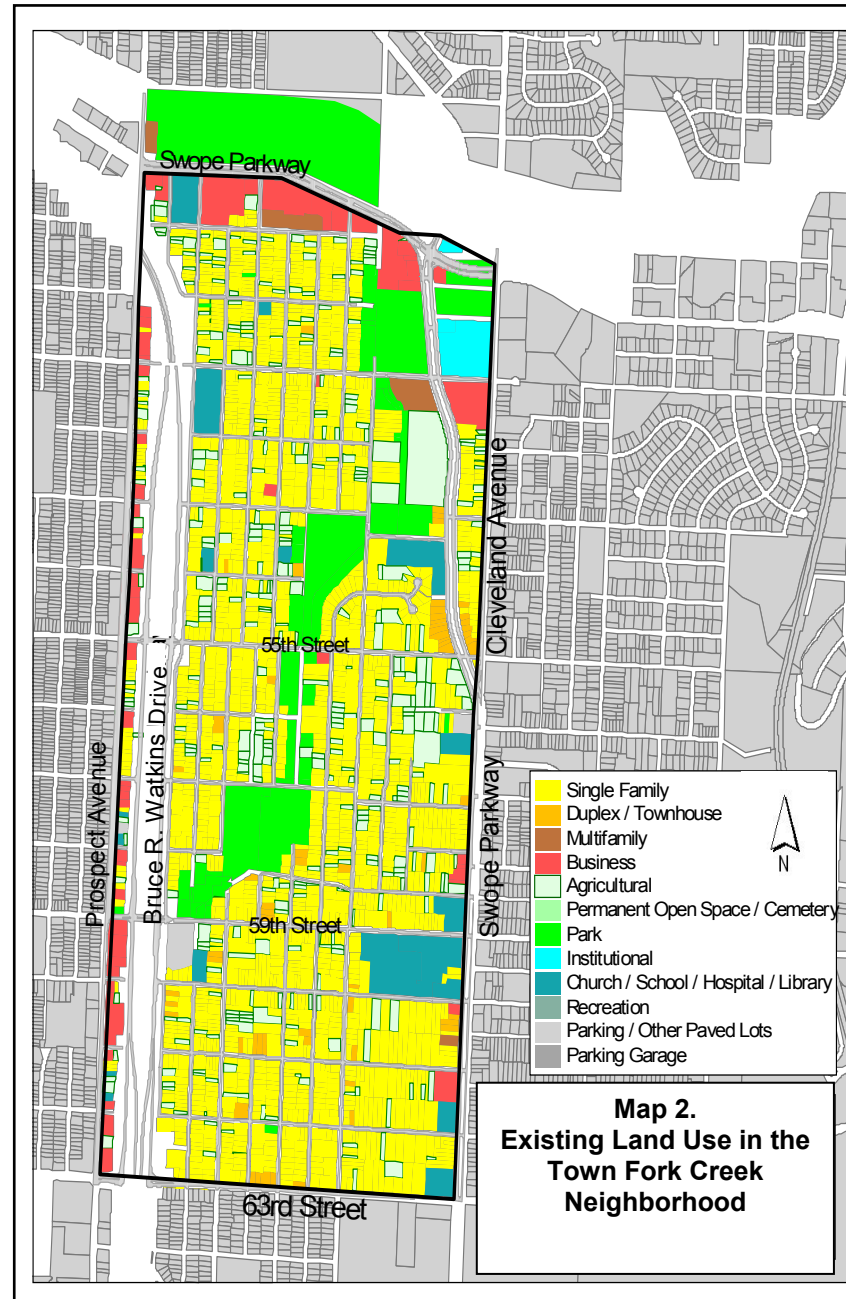 Swope Parkway
Cleveland Avenue
55th Street
Bruce R. Watkins Drive
Prospect Avenue
Swope Parkway
59th Street
63rd Street
Single Family
Duplex / Townhouse
Multifamily
Business
Agricultural
Permanent Open Space / Cemetery
Park
Institutional
Church / School / Hospital / Library
Recreation
Parking / Other Paved Lots
Parking Garage
N
Map 2.
Existing Land Use in the
Town Fork Creek
Neighborhood